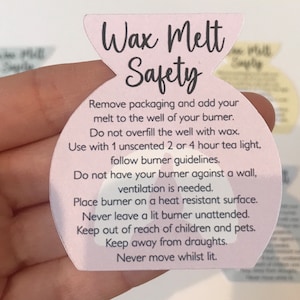 Wax Melt
Safety
Remove packaging and add your
melt to the well of your burner.
Do not overfill the well with wax.
Use with 1 unscented 2 or 4 hour tea light,
follow burner guidelines.
Do not have your burner against a wall,
ventilation is needed.
Place burner on a heat resistant surface.
Never leave a lit burner unattended.
Keep out of reach of children and pets.
Keep away from draughts.
Never move whilst lit.